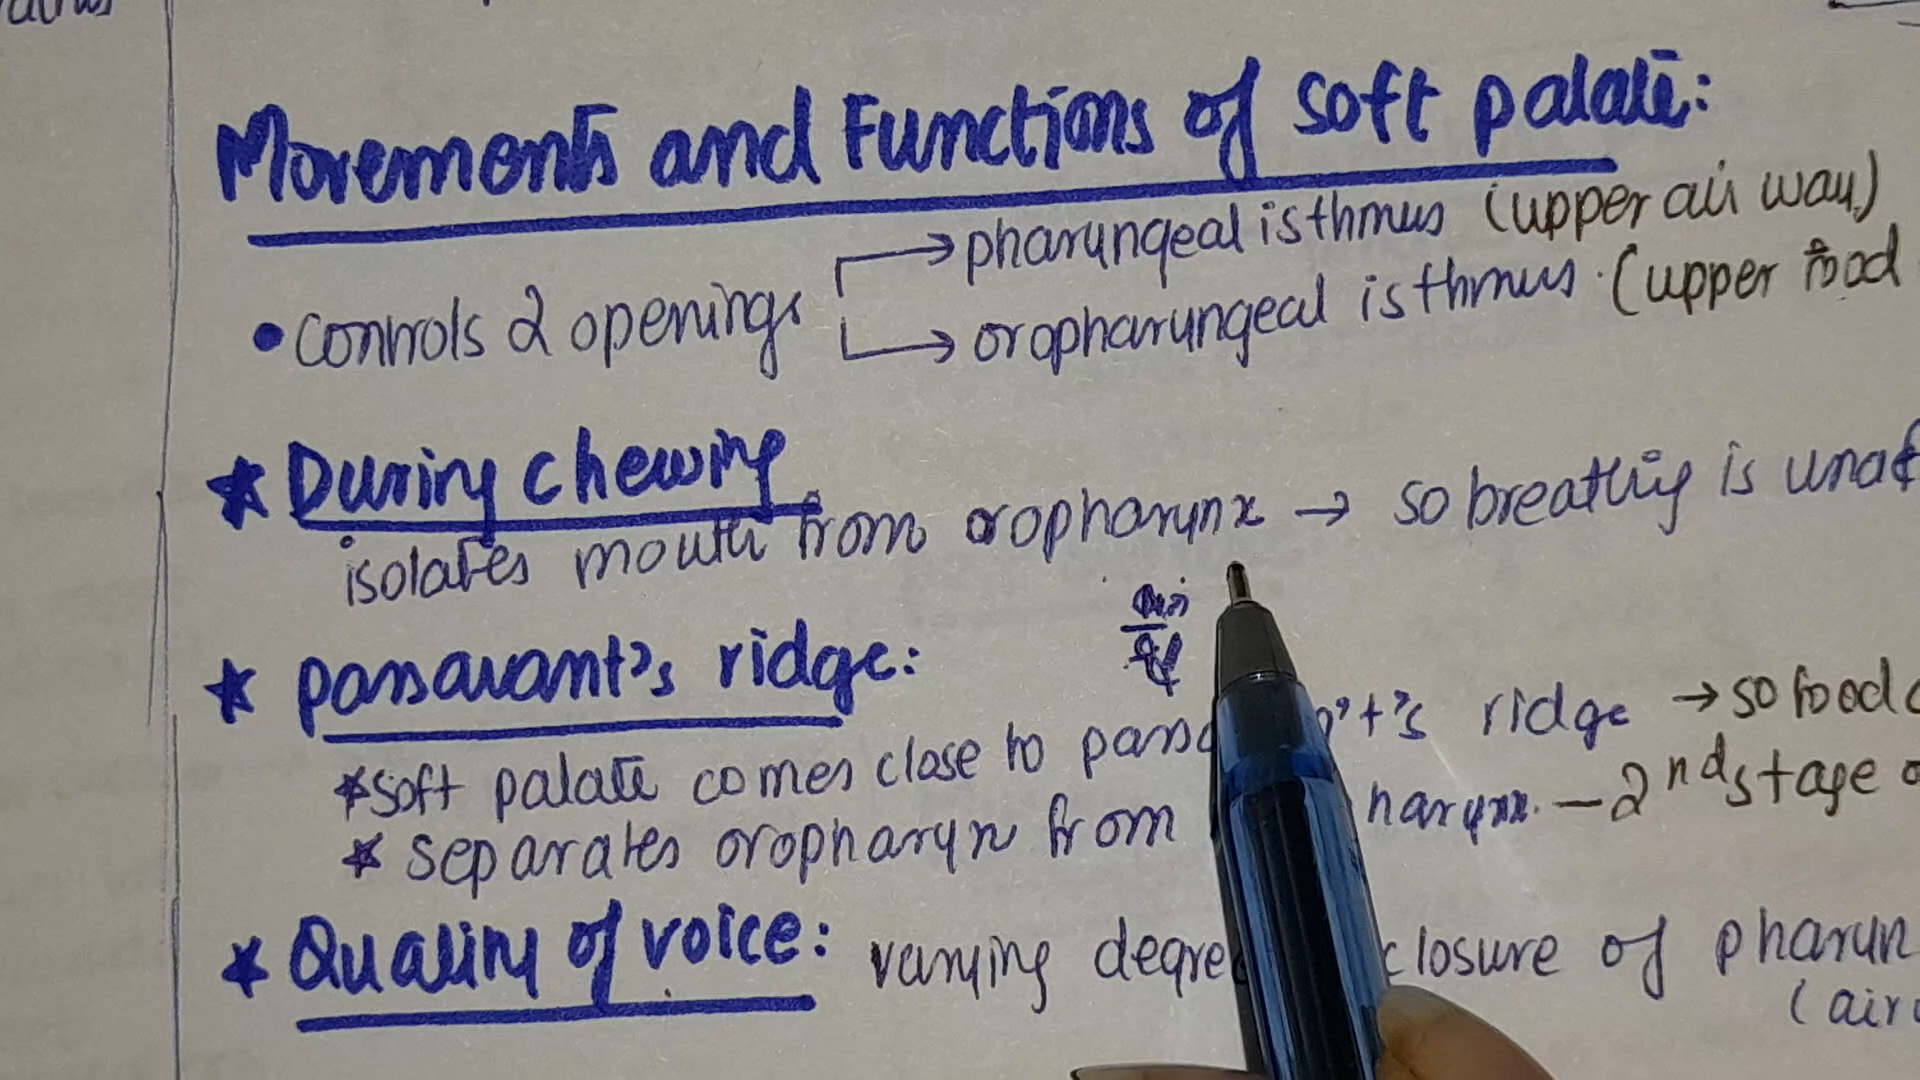 Movements and Functions of soft palate:
• controls 2 openings → pharyngeal isthmus (upper air way)
→ oropharyngeal isthmus. (upper food
* During chewing
isolates mouth from oropharynx → so breathing is unaf
* passavant's ridge:
*soft palate comes close to ridge → so food
* separates oropharynx from — 2nd stage
* Quality of voice: varying degree closure of pharyn
(air